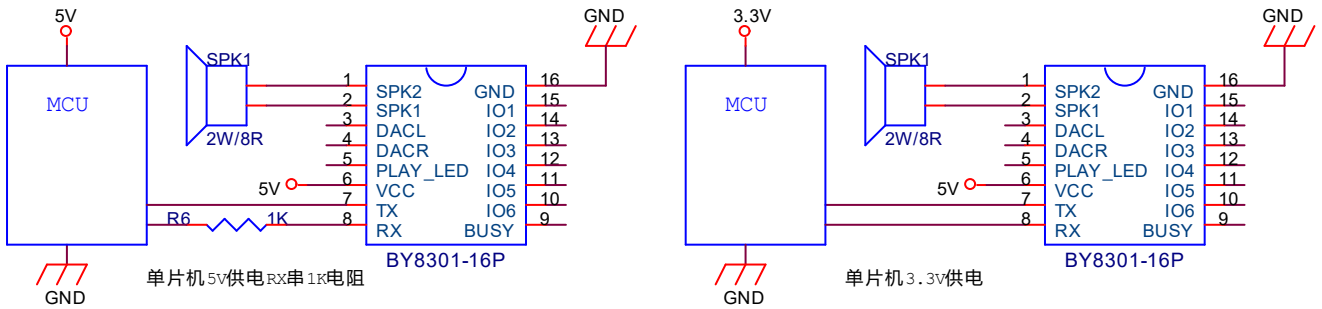 5V
GND
MCU
SPK1
2W/8R
1
2
3
4
5
6
7
8
SPK2
SPK1
DACL
DACR
PLAY_LED
VCC
TX
RX
GND
IO1
IO2
IO3
IO4
IO5
IO6
BUSY
16
15
14
13
12
11
10
9
5V
R6
1K
BY8301-16P
GND
单片机5V供电RX串1K电阻
3.3V
GND
MCU
SPK1
2W/8R
1
2
3
4
5
6
7
8
SPK2
SPK1
DACL
DACR
PLAY_LED
VCC
TX
RX
GND
IO1
IO2
IO3
IO4
IO5
IO6
BUSY
16
15
14
13
12
11
10
9
5V
BY8301-16P
GND
单片机3.3V供电